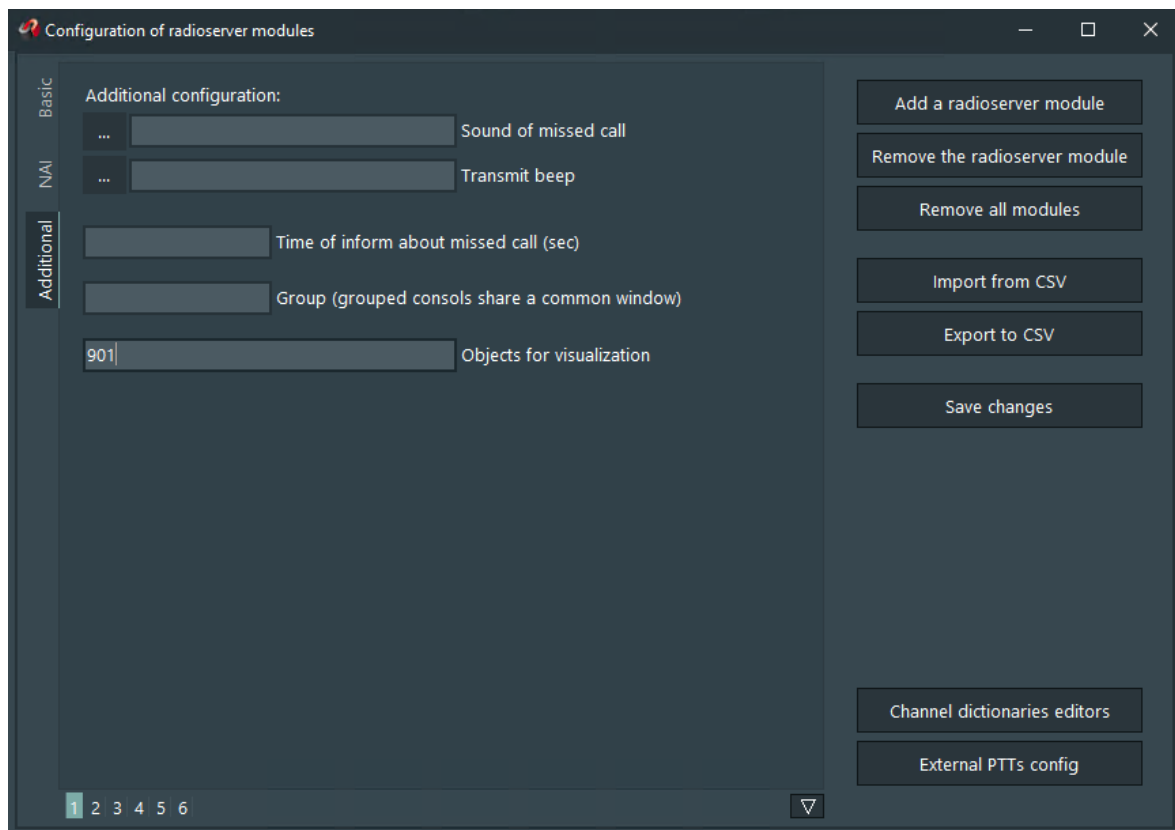 Configuration of radioserver modules
Basic
NAI
Additional
Additional configuration:
... Sound of missed call
... Transmit beep
Time of inform about missed call (sec)
Group (grouped consols share a common window)
901 Objects for visualization
Add a radioserver module
Remove the radioserver module
Remove all modules
Import from CSV
Export to CSV
Save changes
Channel dictionaries editors
External PTTs config
1 2 3 4 5 6